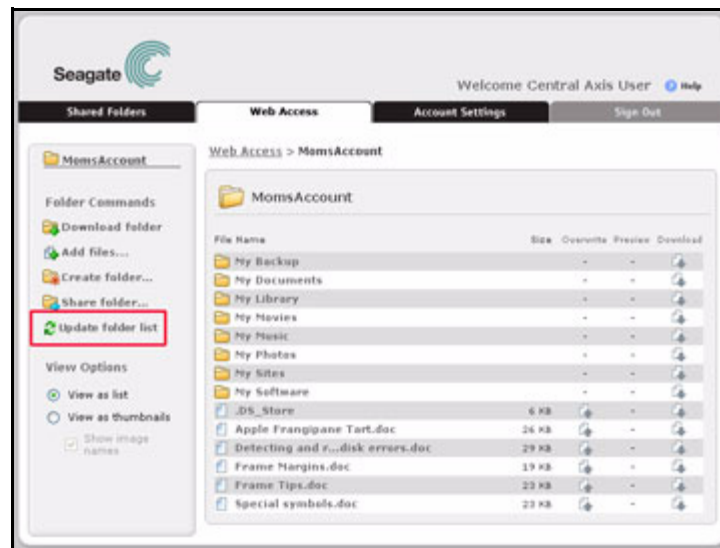 Seagate
Welcome Central Axis User Help
Shared Folders Web Access Account Settings Sign Out
MomsAccount
Folder Commands
Download folder
Add files...
Create folder...
Share folder...
Update folder list
View Options
View as list
View as thumbnails
Show image
names
Web Access > MomsAccount
MomsAccount
File Name Size Overwrite Preview Download
My Backup - -
My Documents - -
My Library - -
My Movies - -
My Music - -
My Photos - -
My Sites - -
My Software - -
.DS_Store 6 KB -
Apple Frangipane Tart.doc 26 KB -
Detecting and r...disk errors.doc 29 KB -
Frame Margins.doc 19 KB -
Frame Tips.doc 23 KB -
Special symbols.doc 23 KB -